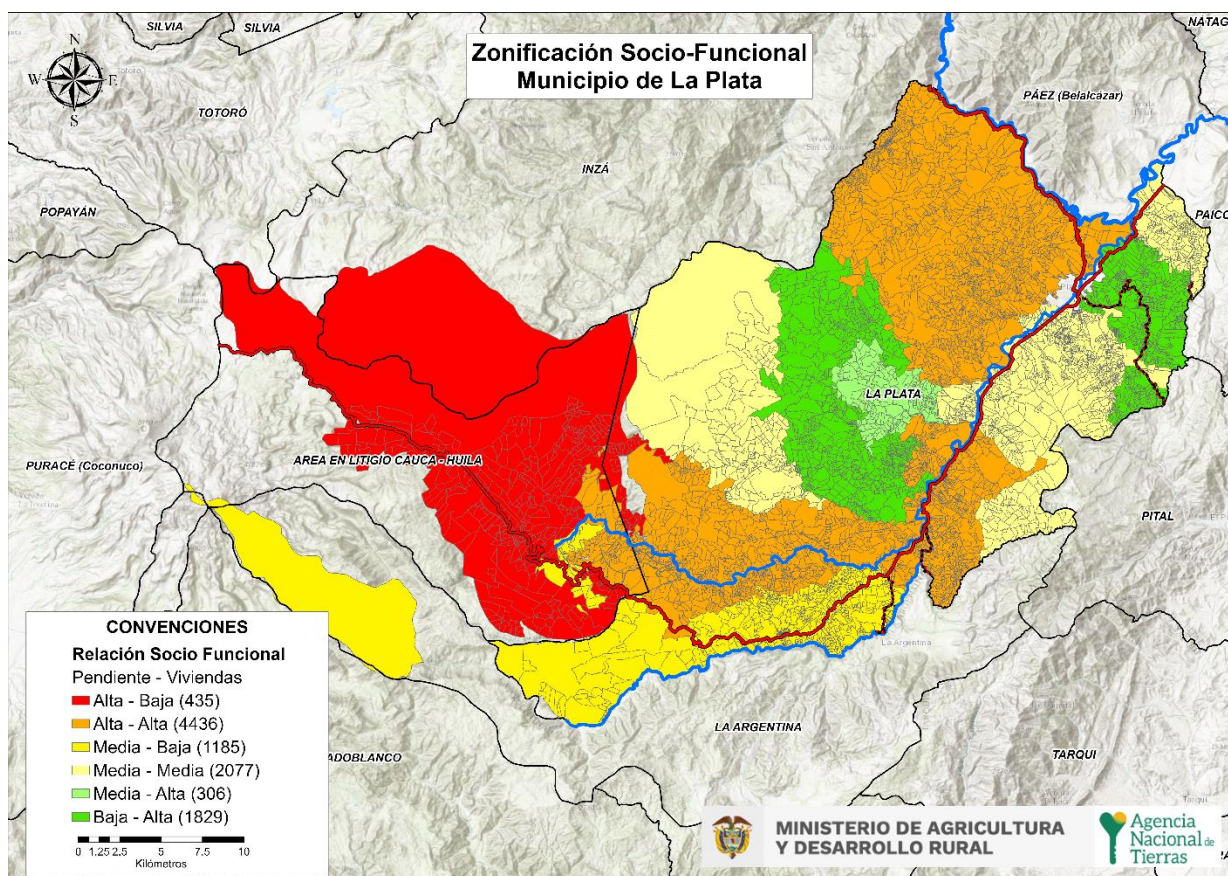 SILVIA
SILVIA
NATAG
Zonificación Socio-Funcional
Municipio de La Plata
N
W
E
S
TOTORÓ
PÁEZ (Belalcázar)
INZÁ
POPAYÁN
PAICO
LA PLATA
AREA EN LITIGIO CAUCA - HUILA
PURACÉ (Coconuco)
PITAL
La Argentina
LA ARGENTINA
ADOBLANCO
TARQUI
Tarqui
CONVENCIONES
Relación Socio Funcional
Pendiente - Viviendas
Alta - Baja (435)
Alta - Alta (4436)
Media - Baja (1185)
Media - Media (2077)
Media - Alta (306)
Baja - Alta (1829)
0 1.25 2.5 5 7.5 10
Kilómetros
MINISTERIO DE AGRICULTURA
Y DESARROLLO RURAL
Agencia
Nacional de
Tierras